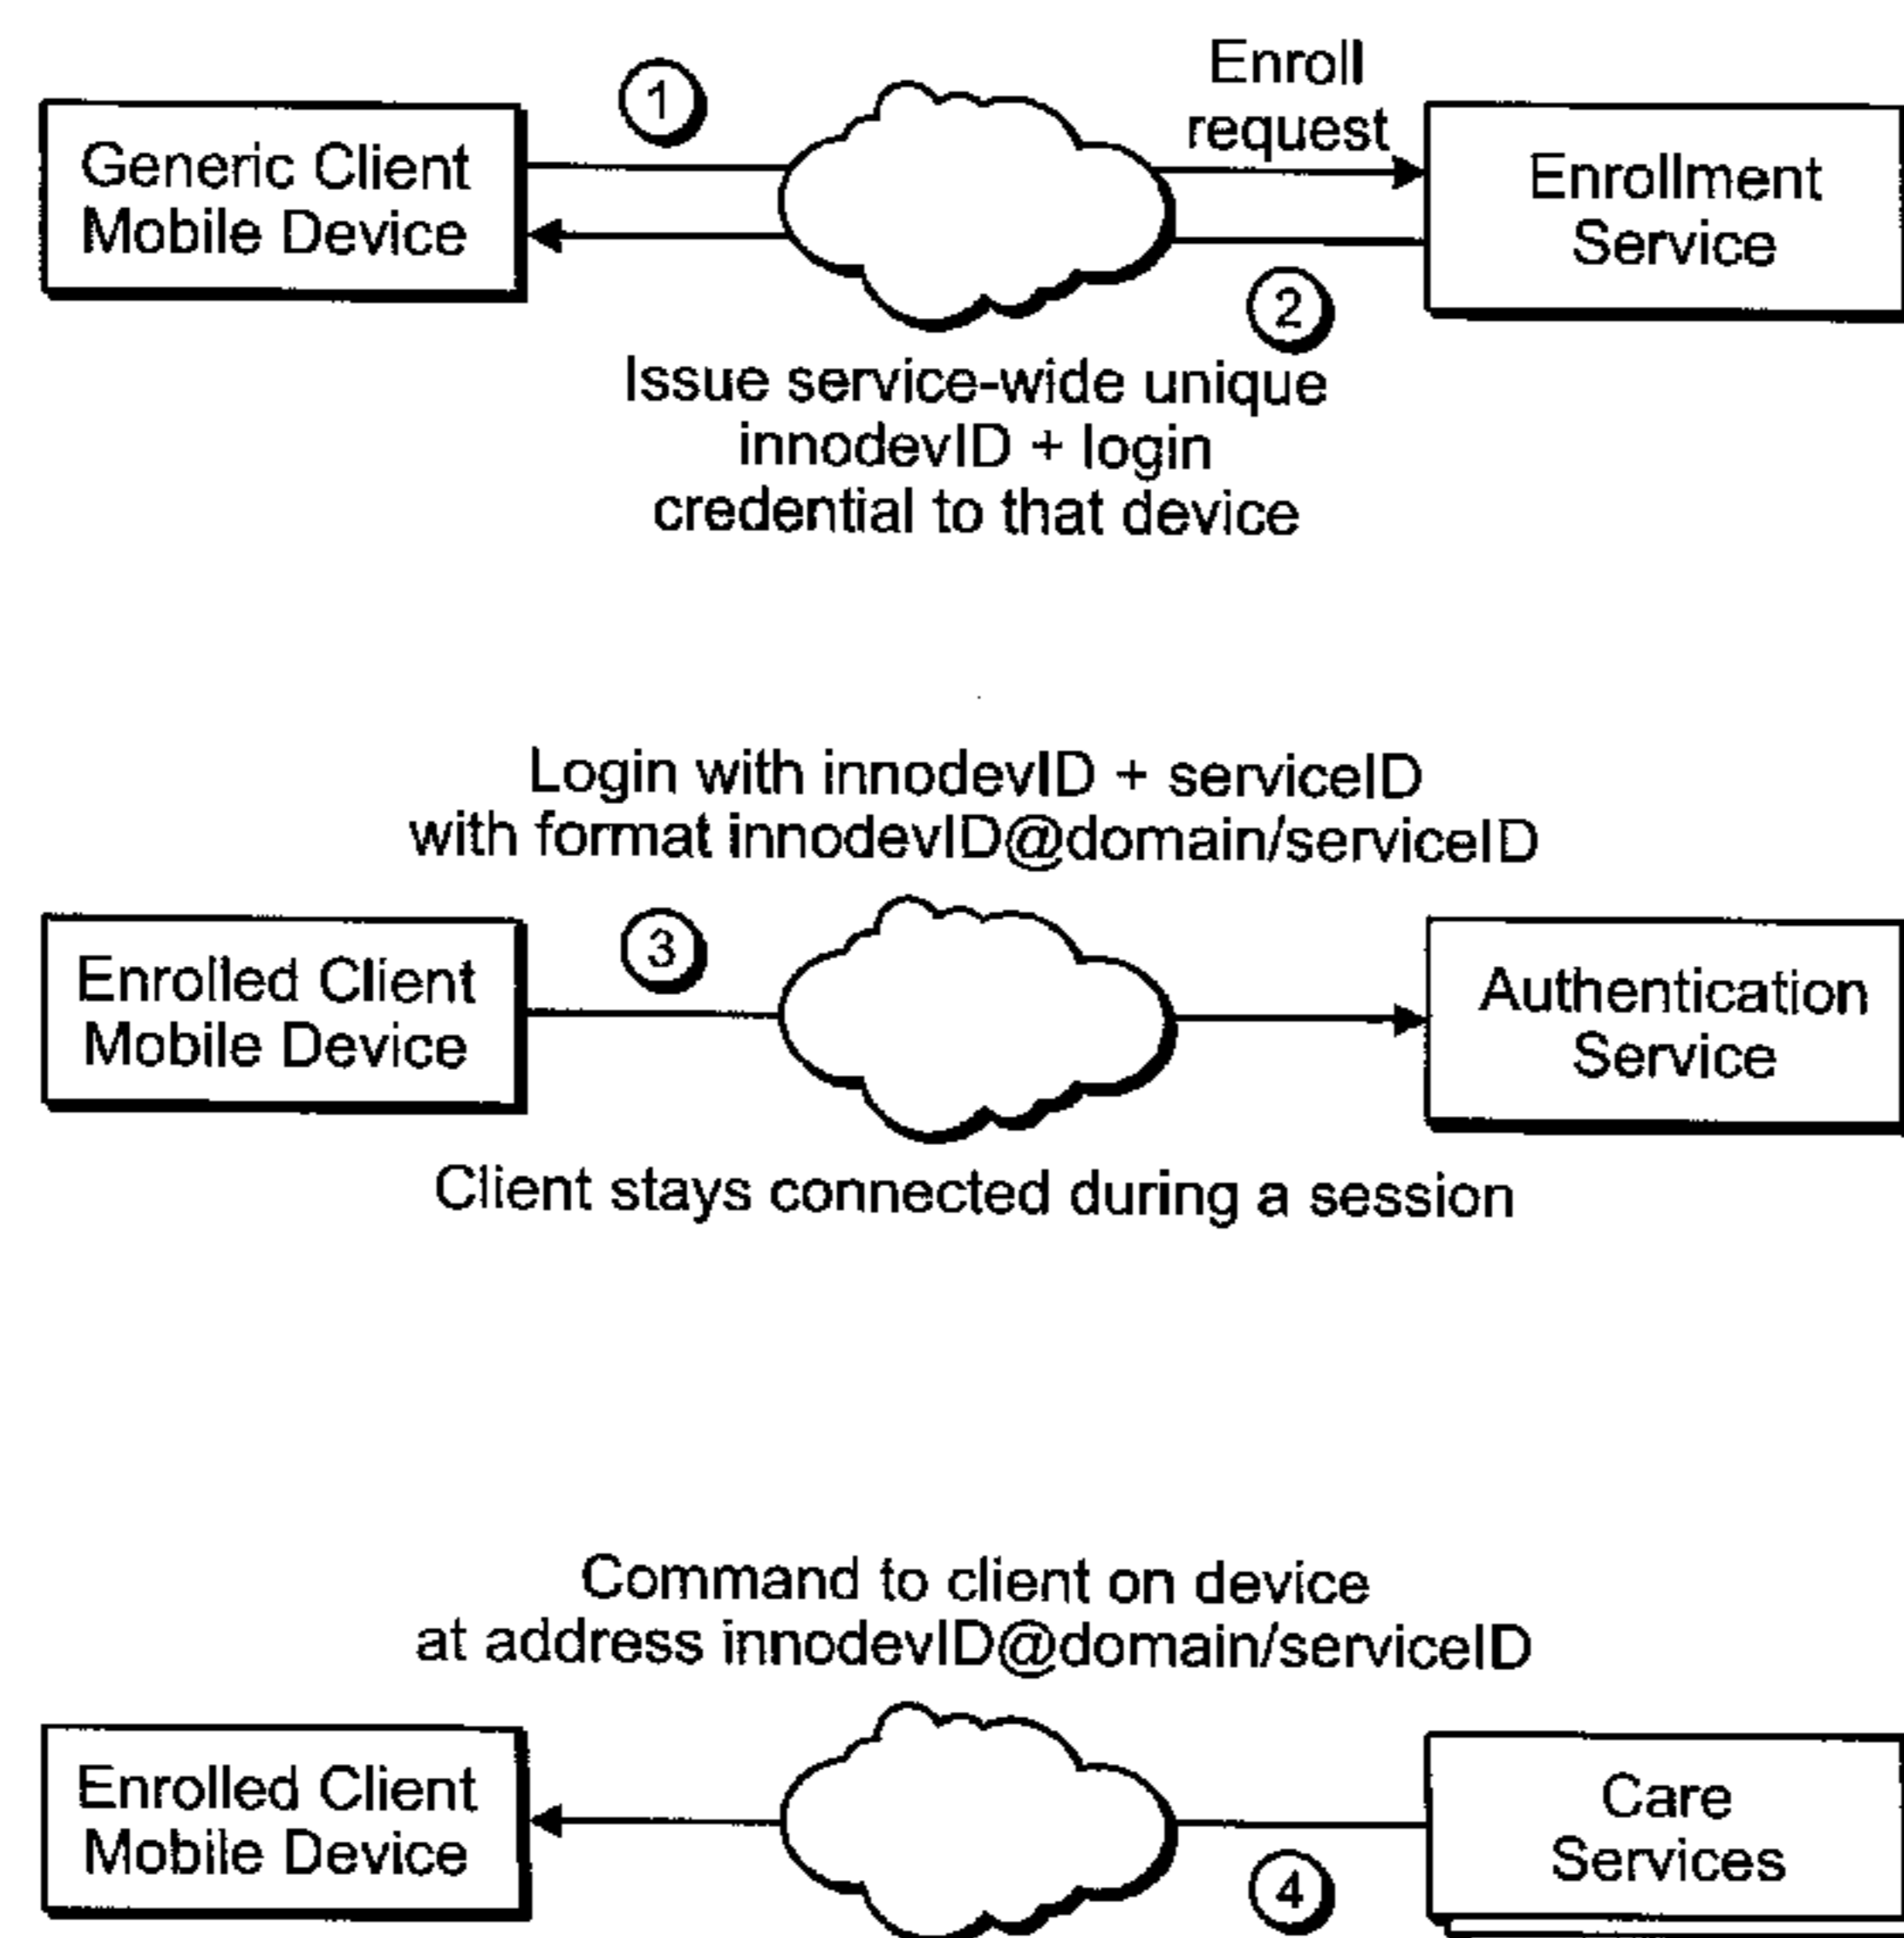 1
Enroll
request
Generic Client
Mobile Device
Enrollment
Service
2
Issue service-wide unique
innodevID + login
credential to that device
Login with innodevID + serviceID
with format innodevID@domain/serviceID
3
Enrolled Client
Mobile Device
Authentication
Service
Client stays connected during a session
Command to client on device
at address innodevID@domain/serviceID
Enrolled Client
Mobile Device
Care
Services
4